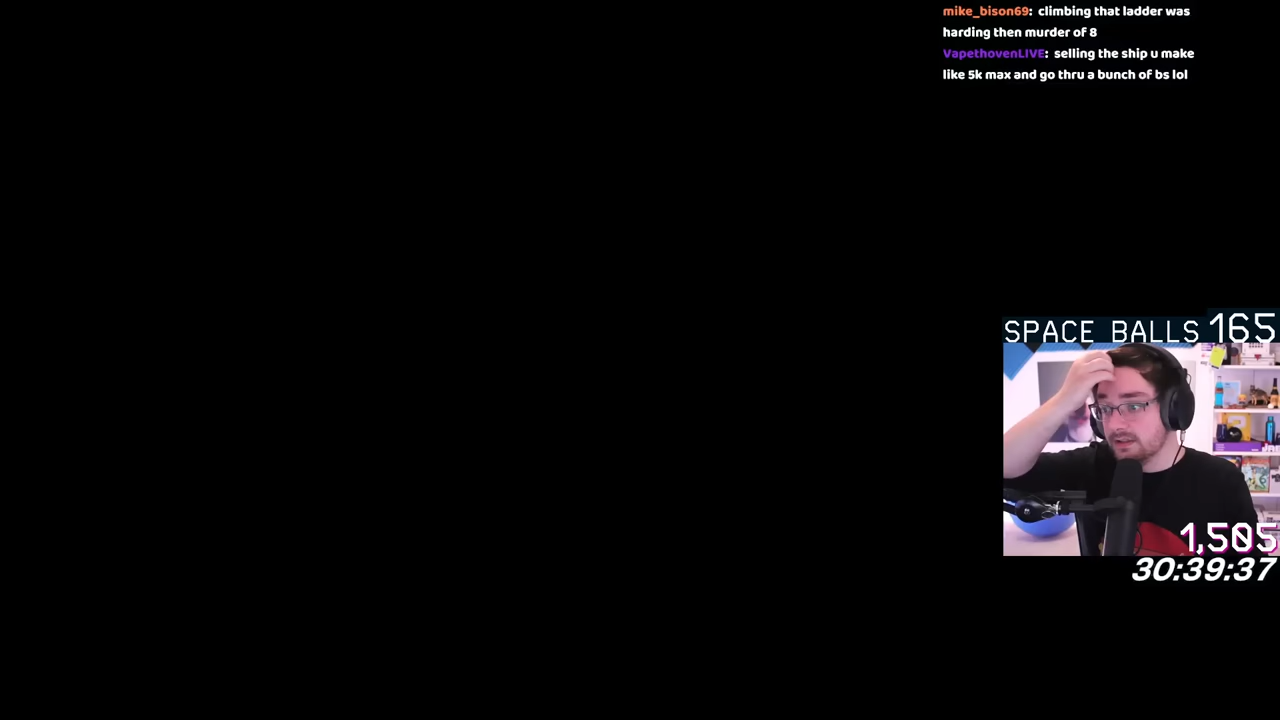 mike_bison69: climbing that ladder was
harding then murder of 8
VapethovenLIVE: selling the ship u make
like 5k max and go thru a bunch of bs lol
SPACE BALLS 165
1,505
30:39:37